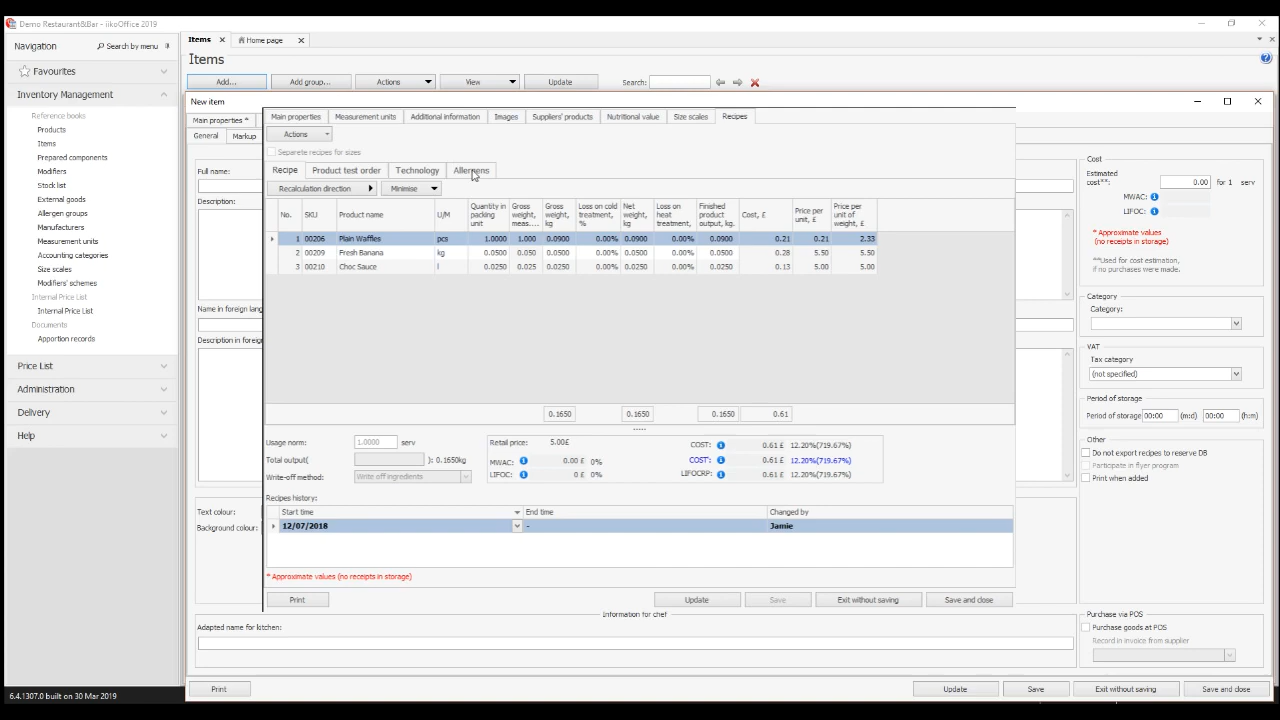 Demo Restaurant&Bar - iikoOffice 2019
Navigation
Search by menu
Favourites
Inventory Management
Reference books
Products
Items
Prepared components
Modifiers
Stock list
External goods
Allergen groups
Manufacturers
Measurement units
Accounting categories
Size scales
Modifiers' schemes
Internal Price List
Internal Price List
Documents
Apportion records
Price List
Administration
Delivery
Help
6.4.1307.0 built on 30 Mar 2019
Items
Home page
Items
Add... Add group... Actions View Update Search:
New item
Main properties *
General Markup
Full name:
Description:
Name in foreign lang
Description in foreign
Text colour:
Background colour:
Main properties Measurement units Additional information Images Suppliers' products Nutritional value Size scales Recipes
Actions
Separete recipes for sizes
Recipe Product test order Technology Allergens
Recalculation direction Minimise
No. SKU Product name U/M Quantity in packing unit Gross weight, meas.... Gross weight, kg Loss on cold treatment, % Net weight, kg. Loss on heat treatment, Finished product output, kg. Cost, £ Price per unit, £ Price per unit of weight, £
1 00206 Plain Waffles pcs 1.0000 1.000 0.0900 0.00% 0.0900 0.00% 0.0900 0.21 0.21 2.33
2 00209 Fresh Banana kg 0.0500 0.050 0.0500 0.00% 0.0500 0.00% 0.0500 0.28 5.50 5.50
3 00210 Choc Sauce l 0.0250 0.025 0.0250 0.00% 0.0250 0.00% 0.0250 0.13 5.00 5.00
0.1650 0.1650 0.1650 0.61
Usage norm: 1.0000 serv
Total output( ): 0.1650kg
Write-off method: Write off ingredients
Retail price: 5.00£
MWAC: 0.00 £ 0%
LIFOC: 0 £ 0%
COST: 0.61 £ 12.20%(719.67%)
COST': 0.61 £ 12.20%(719.67%)
LIFOCRP: 0.61 £ 12.20%(719.67%)
Recipes history:
Start time End time Changed by
12/07/2018 - Jamie
* Approximate values (no receipts in storage)
Print Update Save Exit without saving Save and close
Information for chef
Adapted name for kitchen:
Cost
Estimated cost**: 0.00 for 1 serv
MWAC:
LIFOC:
* Approximate values
(no receipts in storage)
**Used for cost estimation,
if no purchases were made.
Category
Category:
VAT
Tax category
(not specified)
Period of storage
Period of storage 00:00 (m:d) 00:00 (h:m)
Other
Do not export recipes to reserve DB
Participate in flyer program
Print when added
Purchase via POS
Purchase goods at POS
Record in invoice from supplier
Print Update Save Exit without saving Save and close